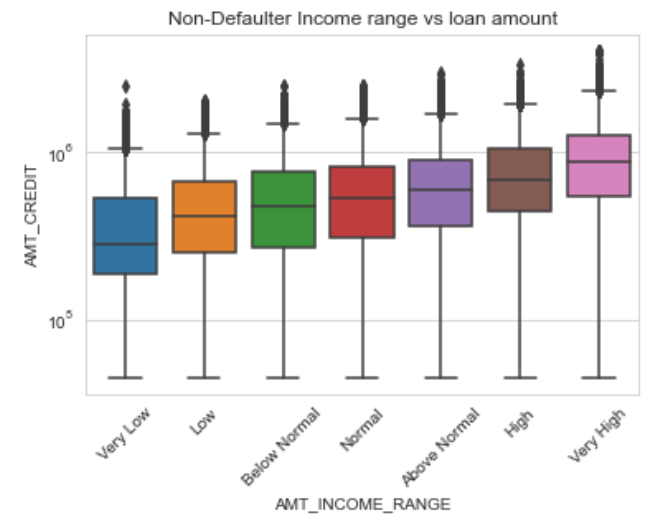 Non-Defaulter Income range vs loan amount
AMT_CREDIT
10⁶
10⁵
Very Low
Low
Below Normal
Normal
Above Normal
High
Very High
AMT_INCOME_RANGE